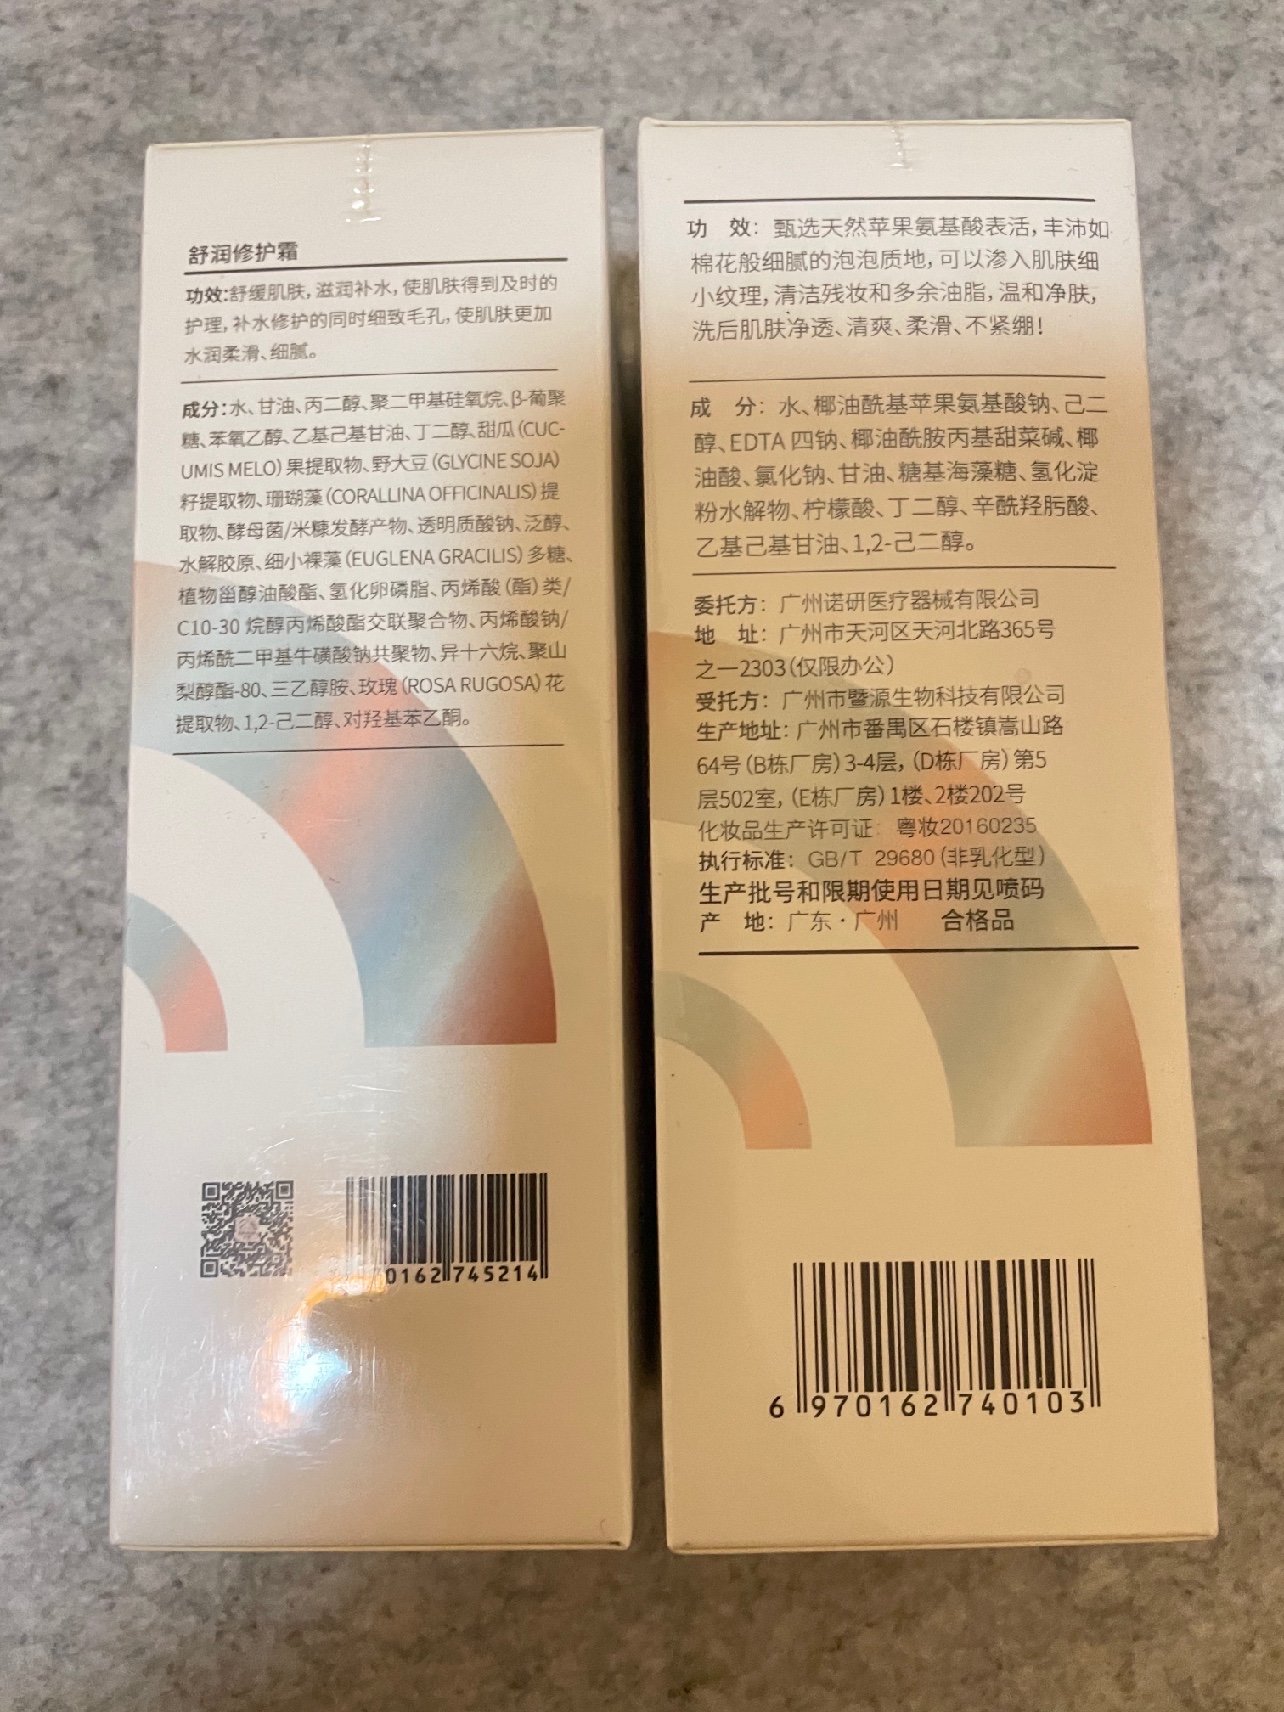 舒润修护霜
功效:舒缓肌肤,滋润补水,使肌肤得到及时的
护理,补水修护的同时细致毛孔,使肌肤更加
水润柔滑、细腻。
成分:水、甘油、丙二醇、聚二甲基硅氧烷、β-葡聚
糖、苯氧乙醇、乙基己基甘油、丁二醇、甜瓜(CUC-
UMIS MELO)果提取物、野大豆(GLYCINE SOJA)
籽提取物、珊瑚藻(CORALLINA OFFICINALIS)提
取物、酵母菌/米糠发酵产物、透明质酸钠、泛醇、
水解胶原、细小裸藻(EUGLENA GRACILIS)多糖、
植物甾醇油酸酯、氢化卵磷脂、丙烯酸(酯)类/
C10-30 烷醇丙烯酸酯交联聚合物、丙烯酸钠/
丙烯酰二甲基牛磺酸钠共聚物、异十六烷、聚山
梨醇酯-80、三乙醇胺、玫瑰(ROSA RUGOSA)花
提取物、1,2-己二醇、对羟基苯乙酮。
0162 745214
功 效: 甄选天然苹果氨基酸表活,丰沛如
棉花般细腻的泡泡质地,可以渗入肌肤细
小纹理,清洁残妆和多余油脂,温和净肤,
洗后肌肤净透、清爽、柔滑、不紧绷!
成 分: 水、椰油酰基苹果氨基酸钠、己二
醇、EDTA 四钠、椰油酰胺丙基甜菜碱、椰
油酸、氯化钠、甘油、糖基海藻糖、氢化淀
粉水解物、柠檬酸、丁二醇、辛酰羟肟酸、
乙基己基甘油、1,2-己二醇。
委托方: 广州诺研医疗器械有限公司
地 址: 广州市天河区天河北路365号
之一2303(仅限办公)
受托方: 广州市暨源生物科技有限公司
生产地址: 广州市番禺区石楼镇嵩山路
64号(B栋厂房)3-4层,(D栋厂房)第5
层502室,(E栋厂房)1楼、2楼202号
化妆品生产许可证: 粤妆20160235
执行标准: GB/T 29680(非乳化型)
生产批号和限期使用日期见喷码
产 地: 广东·广州 合格品
6 970162 740103